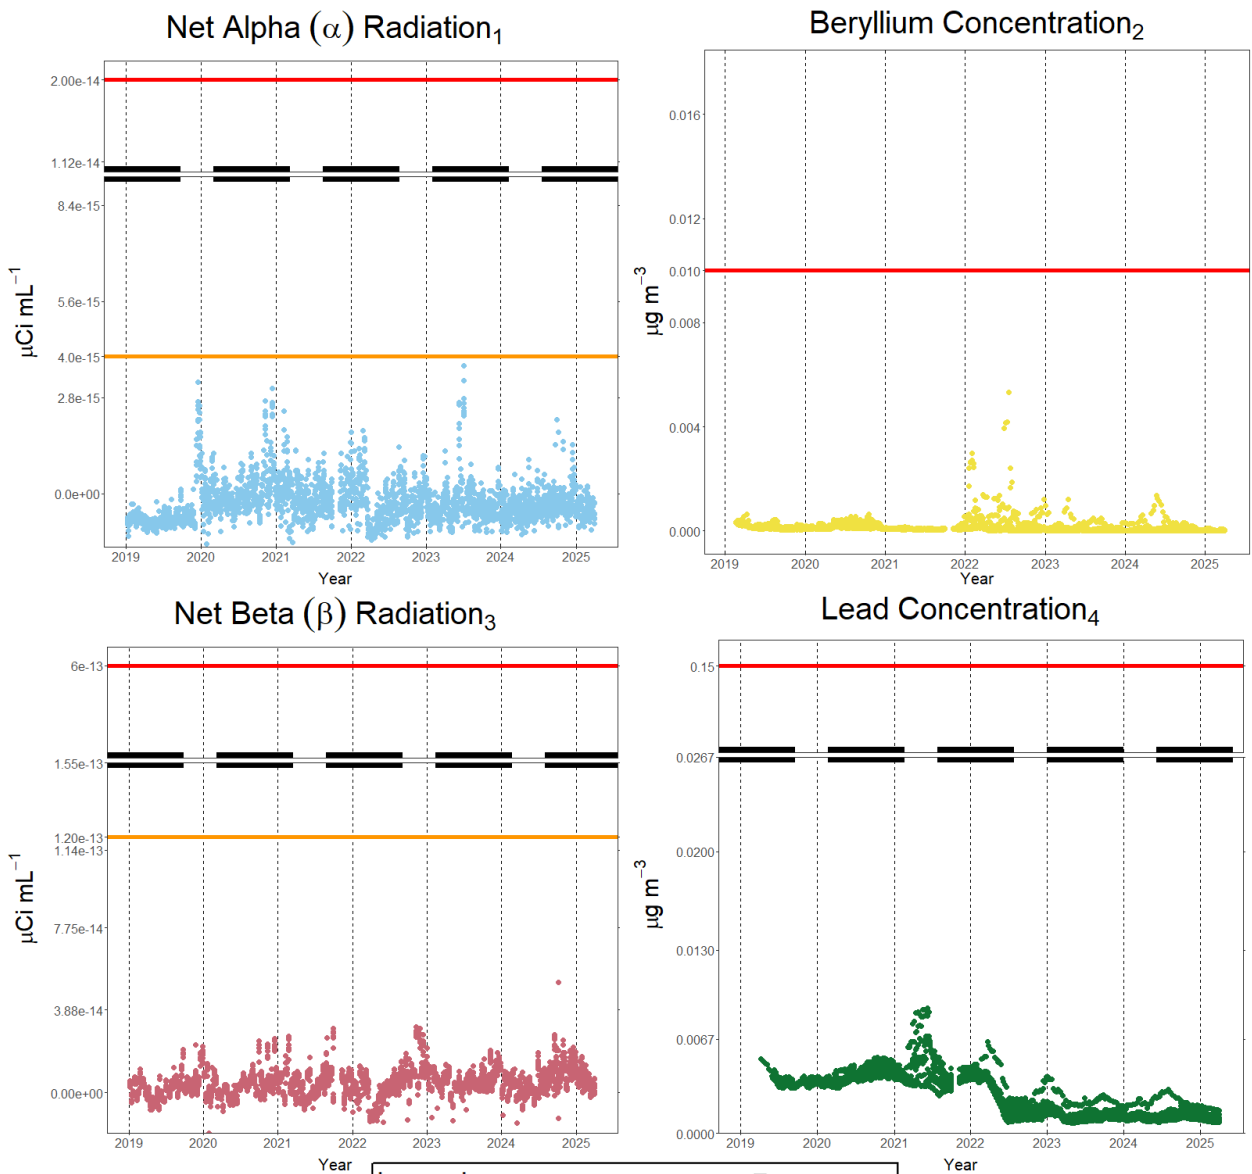 Net Alpha (α) Radiation₁
2.00e-14
1.12e-14
8.4e-15
5.6e-15
4.0e-15
2.8e-15
0.0e+00
μCi mL⁻¹
2019 2020 2021 2022 2023 2024 2025
Year
Beryllium Concentration₂
0.016
0.012
0.010
0.008
0.004
0.000
μg m⁻³
2019 2020 2021 2022 2023 2024 2025
Year
Net Beta (β) Radiation₃
6e-13
1.55e-13
1.20e-13
1.14e-13
7.75e-14
3.88e-14
0.00e+00
μCi mL⁻¹
2019 2020 2021 2022 2023 2024 2025
Year
Lead Concentration₄
0.15
0.0267
0.0200
0.0130
0.0067
0.0000
μg m⁻³
2019 2020 2021 2022 2023 2024 2025
Year